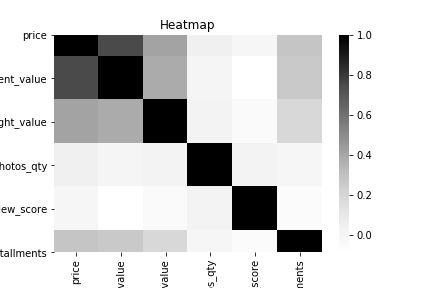 Heatmap
price
ent_value
ght_value
hotos_qty
ew_score
tallments
1.0
0.8
0.6
0.4
0.2
0.0
price
value
value
s_qty
score
ments